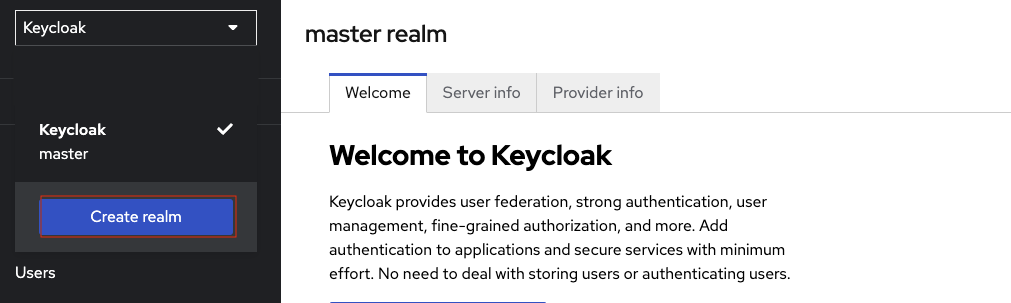 Keycloak
Keycloak
master
Create realm
Users
master realm
Welcome
Server info
Provider info
Welcome to Keycloak
Keycloak provides user federation, strong authentication, user
management, fine-grained authorization, and more. Add
authentication to applications and secure services with minimum
effort. No need to deal with storing users or authenticating users.